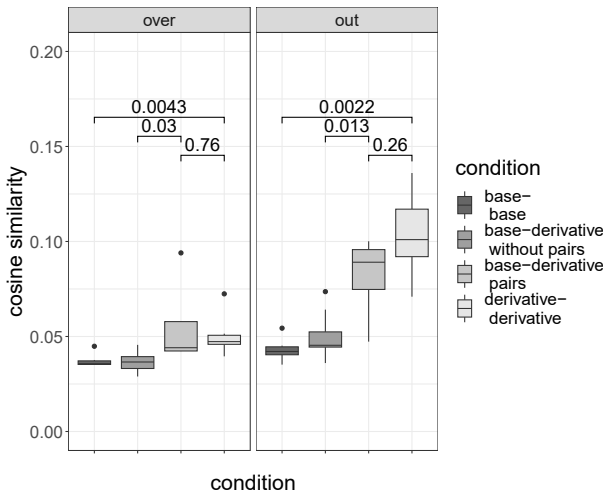 over
out
0.20
0.15
0.10
0.05
0.00
cosine similarity
0.0043
0.03
0.76
0.0022
0.013
0.26
condition
condition
base−
base
base−derivative
without pairs
base−derivative
pairs
derivative−
derivative